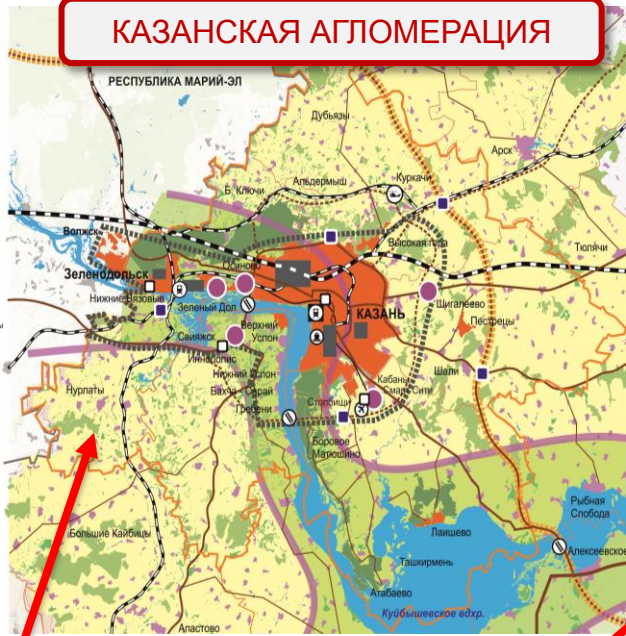 КАЗАНСКАЯ АГЛОМЕРАЦИЯ
РЕСПУБЛИКА МАРИЙ-ЭЛ
Дубьязы
Арск
Куркачи
Альдермыш
Б. Ключи
Волжск
Высокая гора
Тюлячи
Зеленодольск
Осиново
Нижние Вязовые
Зеленый Дол
КАЗАНЬ
Шигалеево
Пестрецы
Свияжск
Верхний
Услон
Иннополис
Нижний Услон
Шали
Нурлаты
Бахча - Сарай
Кабаны
Смарт Сити
Гребени
Столбищи
Боровое
Матюшино
Рыбная
Слобода
Большие Кайбицы
Лаишево
Алексеевское
Ташкирмень
Атабаево
Куйбышевское вдхр.
Апастово